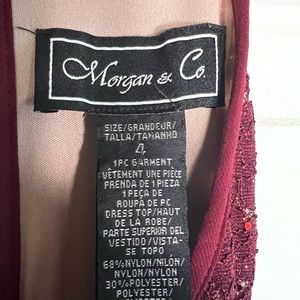 Morgan & Co.
SIZE/GRANDEUR/
TALLA/TAMANHO
4
1PC GARMENT
VÊTEMENT UNE PIÈCE
PRENDA DE 1 PIEZA
1 PEÇA DE
ROUPA DE PC
DRESS TOP/HAUT
DE LA ROBE/
PARTE SUPERIOR DEL
VESTIDO/VISTA-
SE TOPO
68%NYLON/NILÓN/
NYLON/NYLON
30%POLYESTER/
POLIÉSTER/